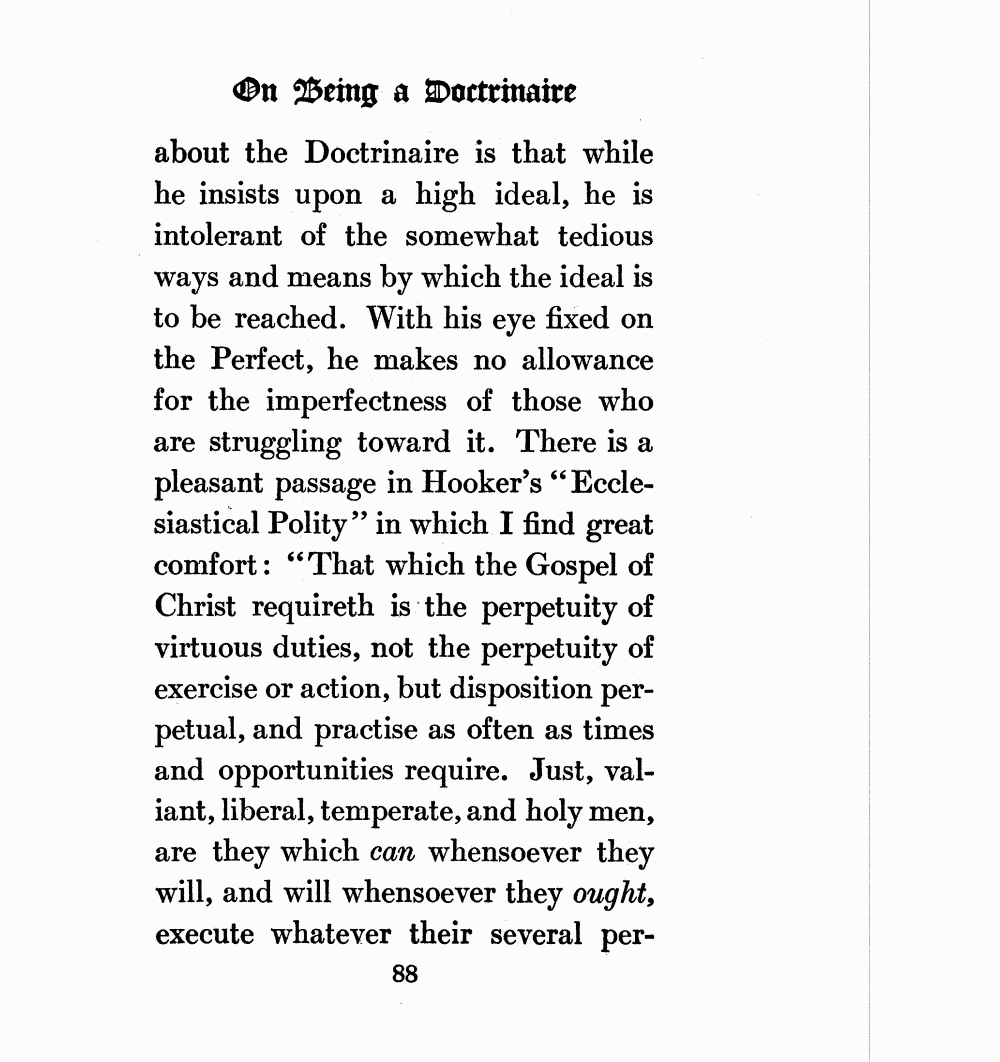 On Being a Doctrinaire
about the Doctrinaire is that while
he insists upon a high ideal, he is
intolerant of the somewhat tedious
ways and means by which the ideal is
to be reached. With his eye fixed on
the Perfect, he makes no allowance
for the imperfectness of those who
are struggling toward it. There is a
pleasant passage in Hooker's “Eccle-
siastical Polity” in which I find great
comfort: “That which the Gospel of
Christ requireth is the perpetuity of
virtuous duties, not the perpetuity of
exercise or action, but disposition per-
petual, and practise as often as times
and opportunities require. Just, val-
iant, liberal, temperate, and holy men,
are they which can whensoever they
will, and will whensoever they ought,
execute whatever their several per-
88